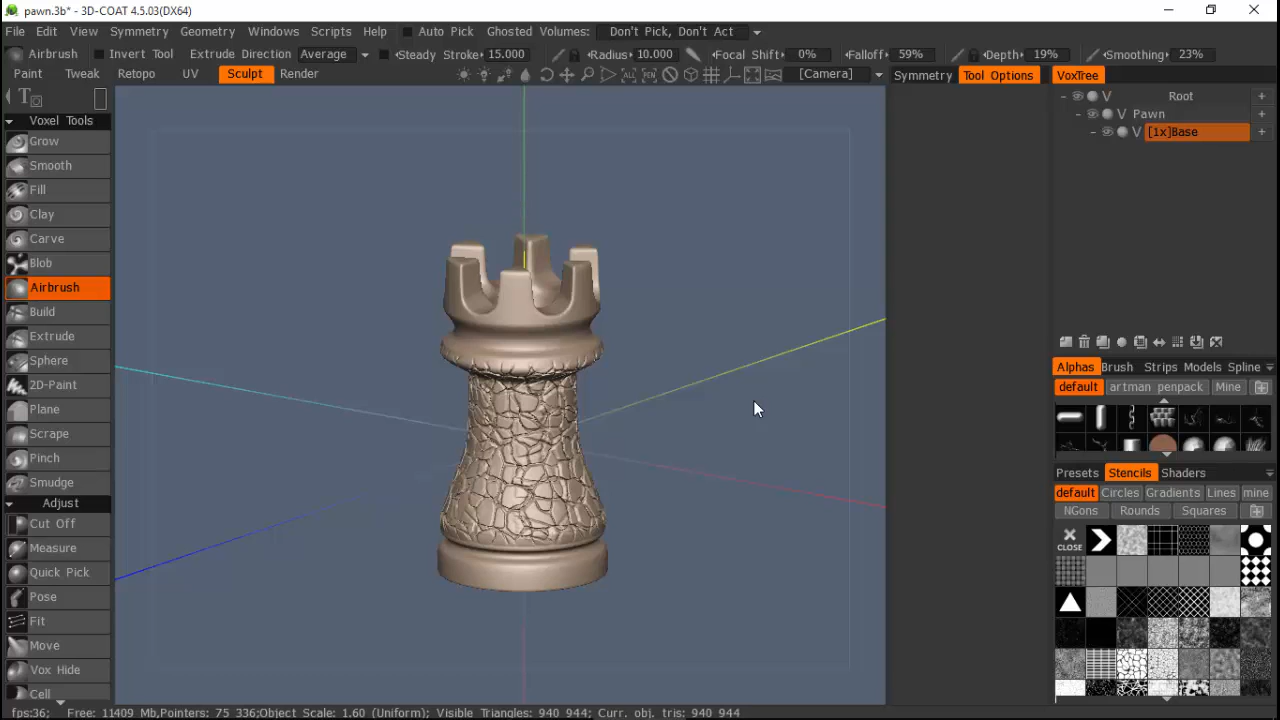 pawn.3b* - 3D-COAT 4.5.03(DX64)
File Edit View Textures Symmetry Geometry Windows Scripts Help Auto Pick Ghosted Volumes: Don't Pick, Don't Act
Airbrush Invert Tool Extrude Direction Average Steady Stroke: 15.000 Radius: 10.000 Focal Shift: 0% Falloff: 59% Depth: 19% Smoothing: 23%
Paint Tweak Retopo UV Sculpt Render ALL PEN [Camera] Symmetry Tool Options VoxTree
T
Voxel Tools
Grow
Smooth
Fill
Clay
Carve
Blob
Airbrush
Build
Extrude
Sphere
2D-Paint
Plane
Scrape
Pinch
Smudge
Adjust
Cut Off
Measure
Quick Pick
Pose
Fit
Move
Vox Hide
Cell
V Root +
V Pawn +
V [1x]Base +
Alphas Brush Strips Models Spline
default artman penpack Mine
Presets Stencils Shaders
default Circles Gradients Lines mine
NGons Rounds Squares
CLOSE
fps:36; Free: 11409 Mb,Pointers: 75 336;Object Scale: 1.60 (Uniform); Visible Triangles: 940 944; Curr. obj. tris: 940 944